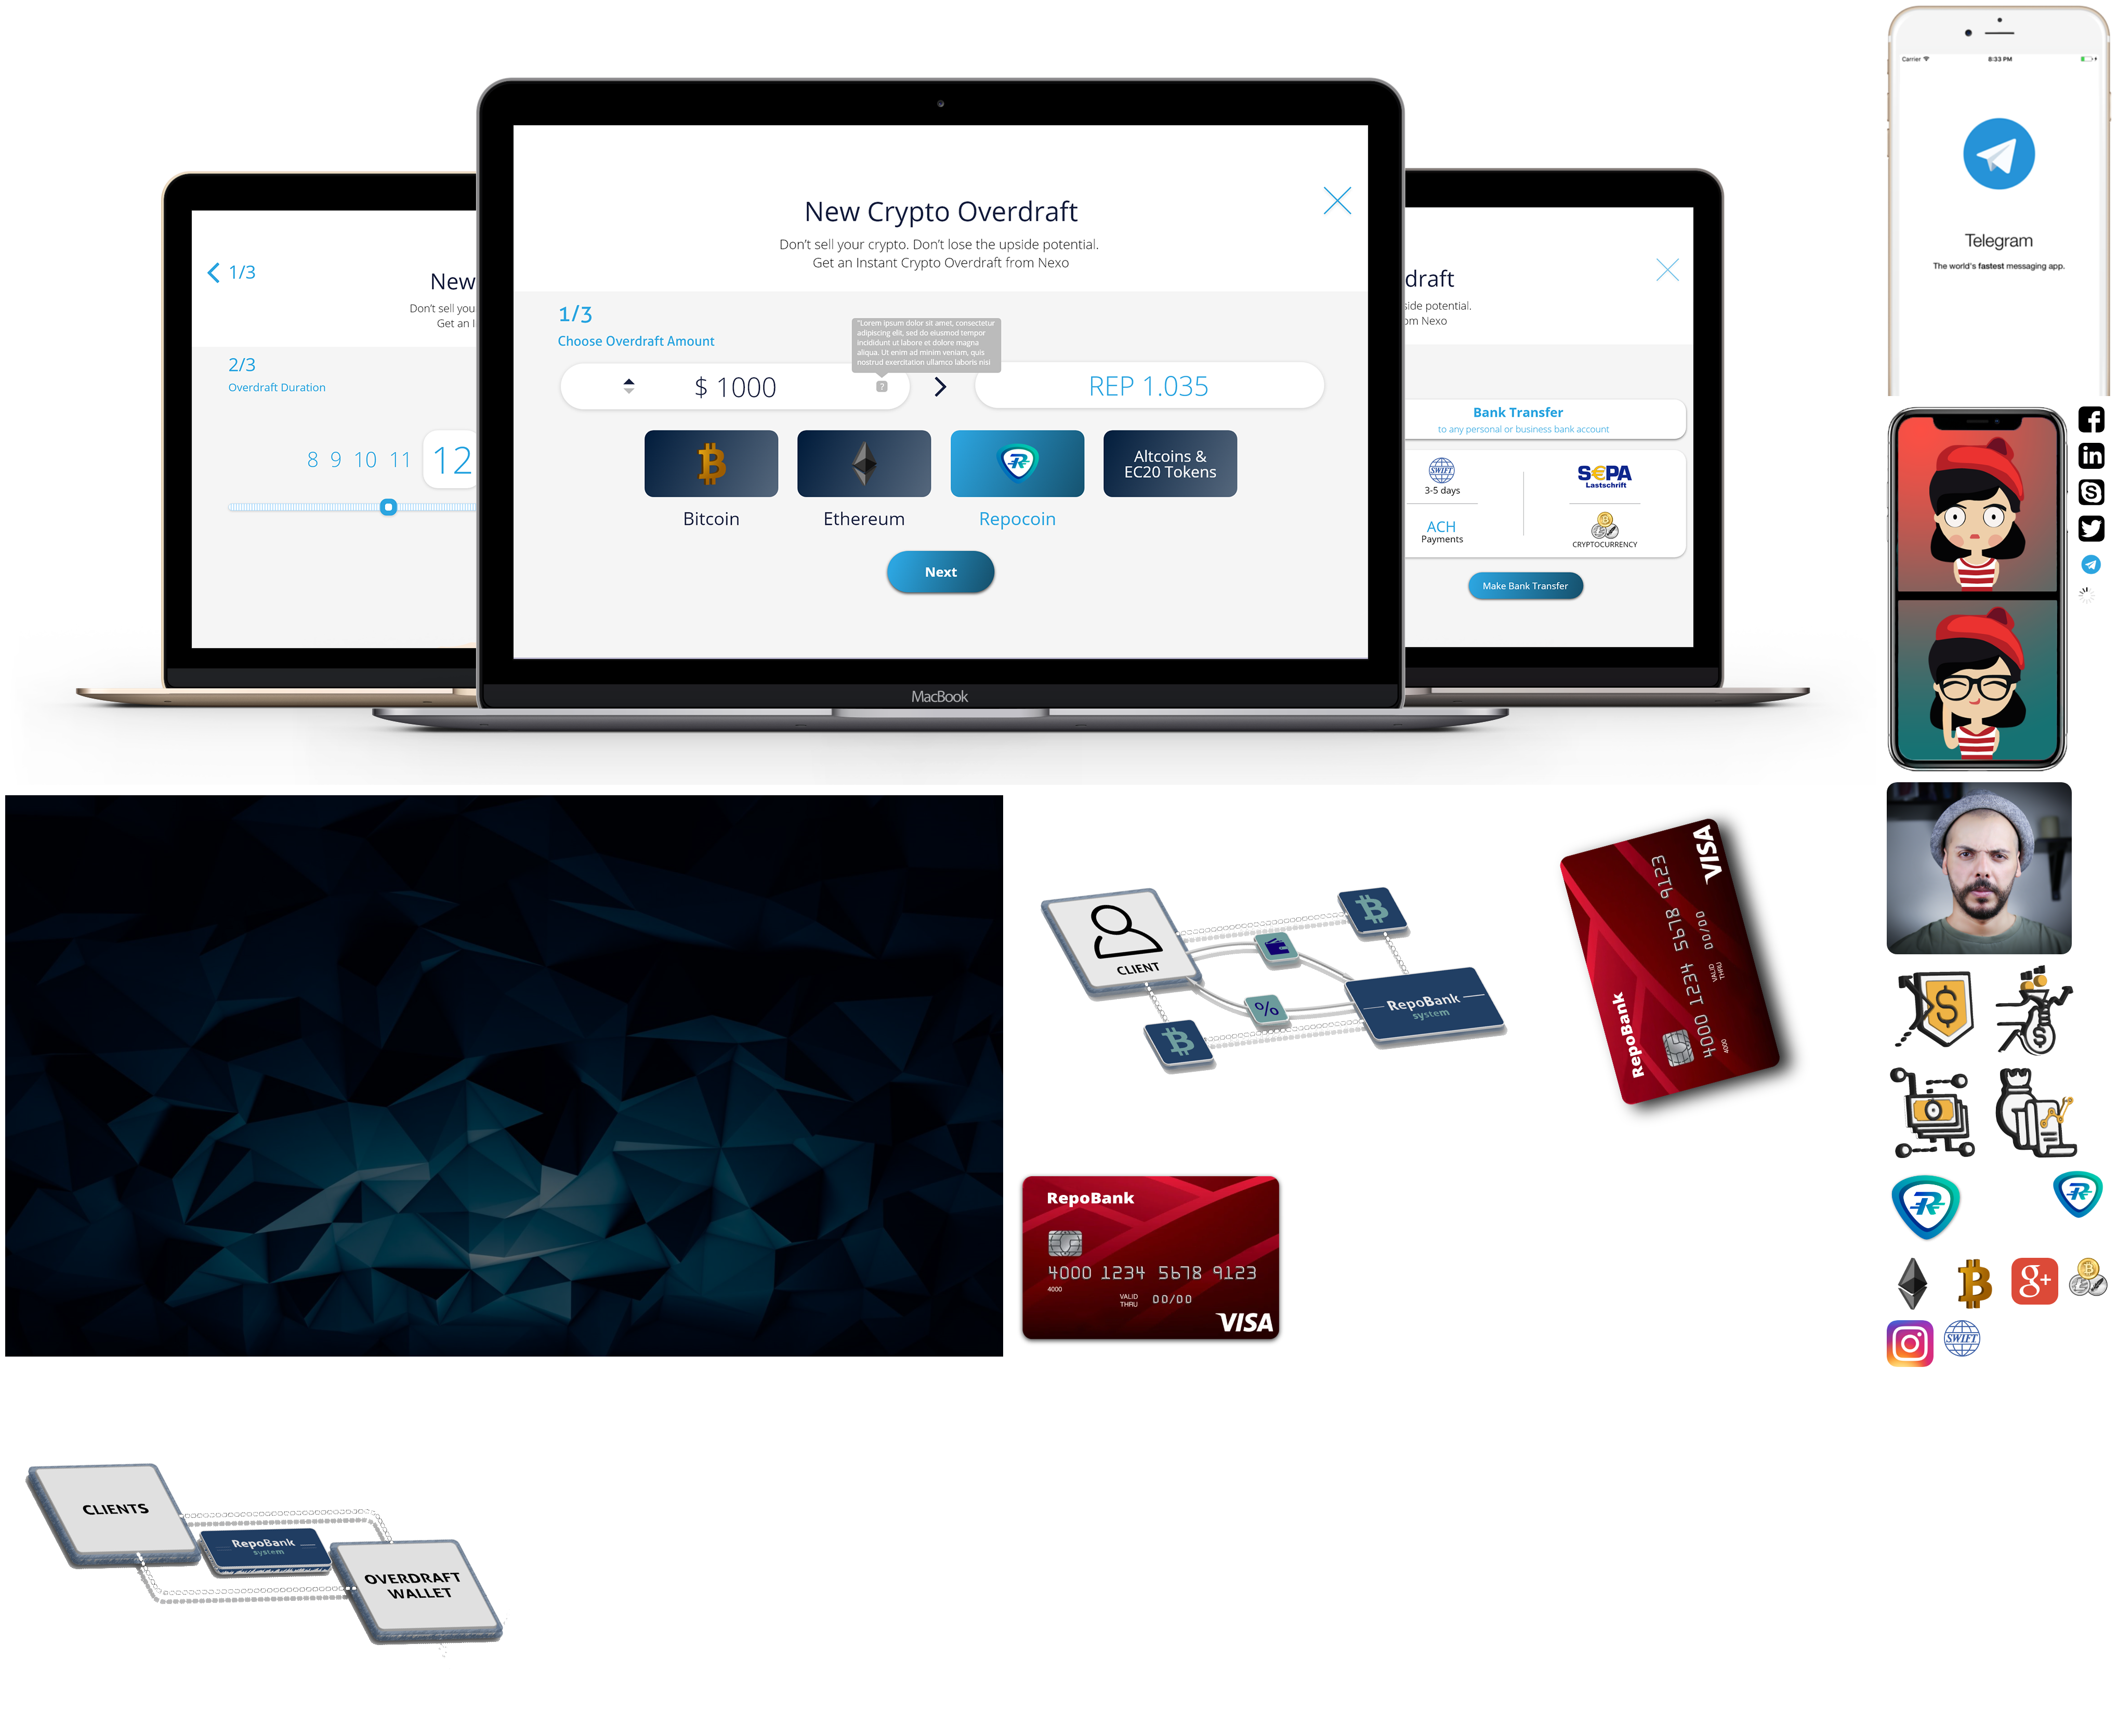 New Crypto Overdraft
Don't sell your crypto. Don't lose the upside potential.
Get an Instant Crypto Overdraft from Nexo
1/3
Choose Overdraft Amount
"Lorem ipsum dolor sit amet, consectetur
adipiscing elit, sed do eiusmod tempor
incididunt ut labore et dolore magna
aliqua. Ut enim ad minim veniam, quis
nostrud exercitation ullamco laboris nisi
$ 1000
?
REP 1.035
Altcoins &
EC20 Tokens
Bitcoin
Ethereum
Repocoin
Next
MacBook
1/3
New
Don't sell you
Get an I
2/3
Overdraft Duration
8 9 10 11 12
draft
side potential.
om Nexo
Bank Transfer
to any personal or business bank account
SWIFT
3-5 days
S€PA
Lastschrift
ACH
Payments
CRYPTOCURRENCY
Make Bank Transfer
Carrier
8:33 PM
Telegram
The world's fastest messaging app.
CLIENT
%
RepoBank
system
RepoBank
4000 1234 5678 9123
4000
VALID
THRU
00/00
VISA
RepoBank
4000 1234 5678 9123
4000
VALID
THRU
00/00
VISA
g+
SWIFT
CLIENTS
RepoBank
system
OVERDRAFT
WALLET